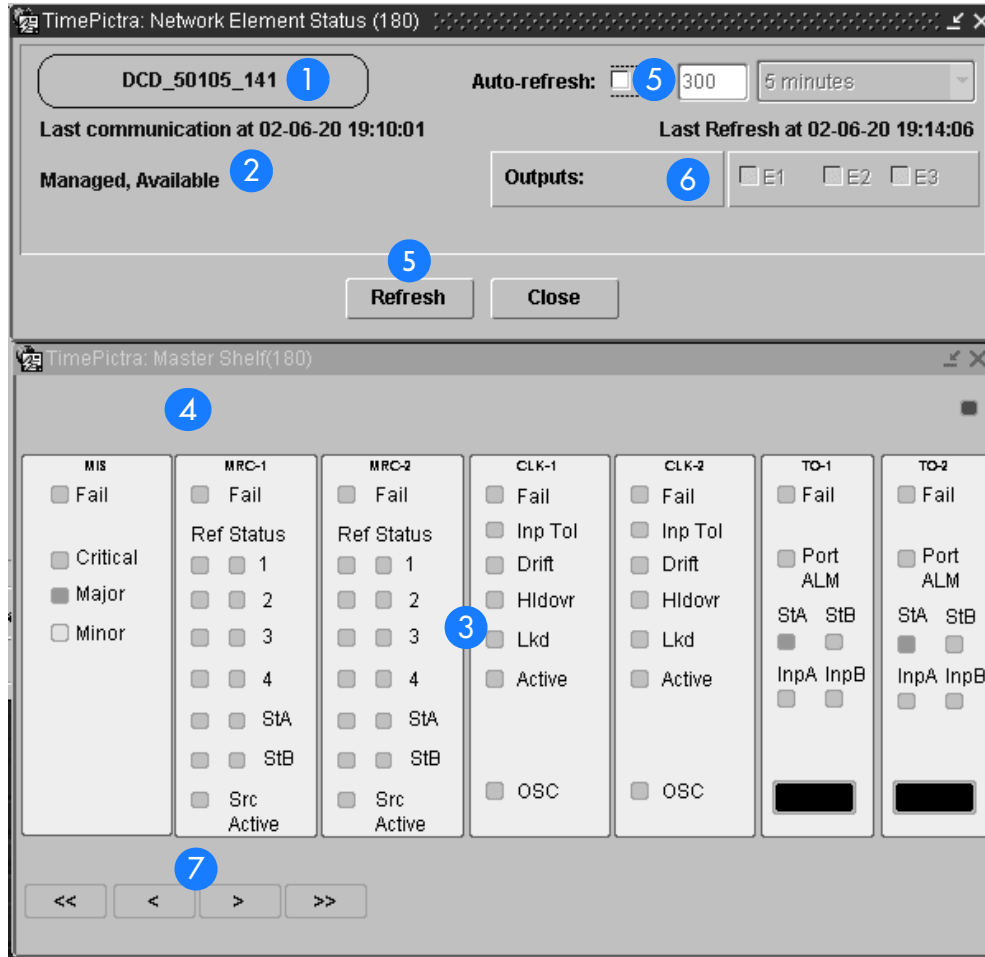 TimePictra: Network Element Status (180)
DCD_50105_141 1
Auto-refresh: 5 300 5 minutes
Last communication at 02-06-20 19:10:01
Last Refresh at 02-06-20 19:14:06
Managed, Available 2
Outputs: 6 E1 E2 E3
5
Refresh Close
TimePictra: Master Shelf(180)
4
MIS
Fail
Critical
Major
Minor
MRC-1
Fail
Ref Status
1
2
3
4
StA
StB
Src
Active
MRC-2
Fail
Ref Status
1
2
3
4
StA
StB
Src
Active
3
CLK-1
Fail
Inp Tol
Drift
Hldovr
Lkd
Active
OSC
CLK-2
Fail
Inp Tol
Drift
Hldovr
Lkd
Active
OSC
TO-1
Fail
Port
ALM
StA StB
InpA InpB
TO-2
Fail
Port
ALM
StA StB
InpA InpB
7
<< < > >>